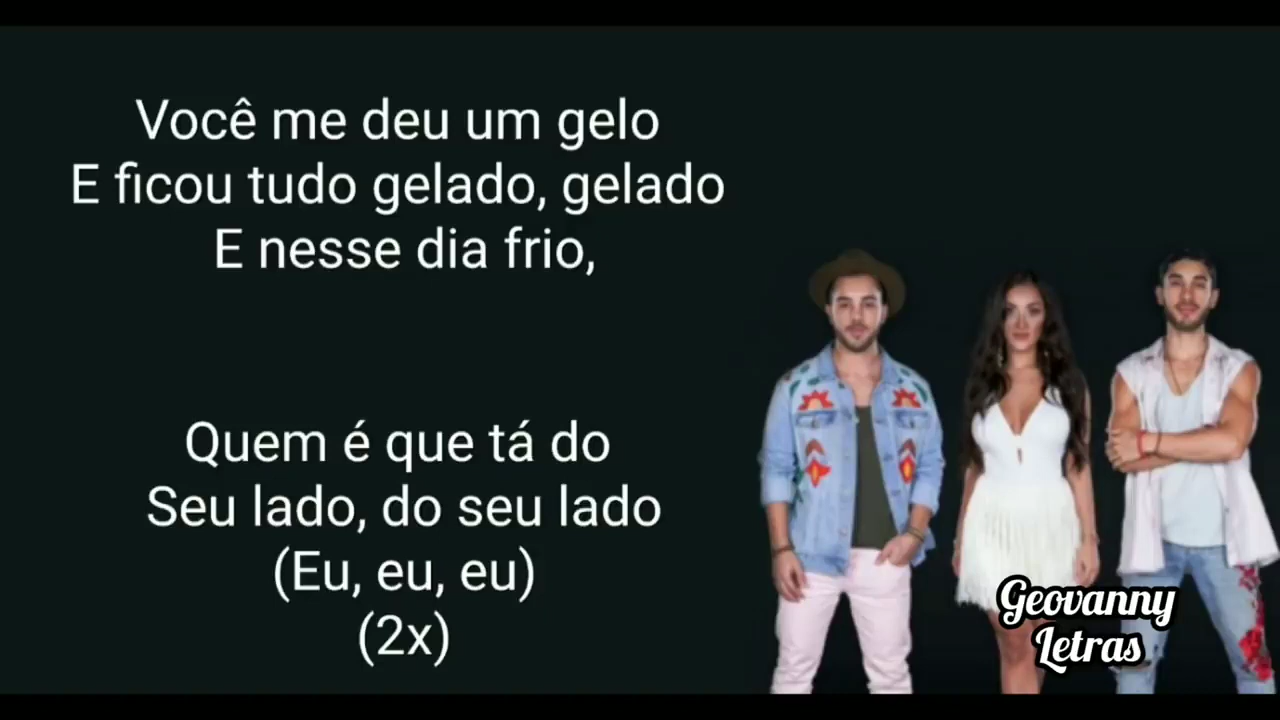 Você me deu um gelo
E ficou tudo gelado, gelado
E nesse dia frio,
Quem é que tá do
Seu lado, do seu lado
(Eu, eu, eu)
(2x)
Geovanny
Letras